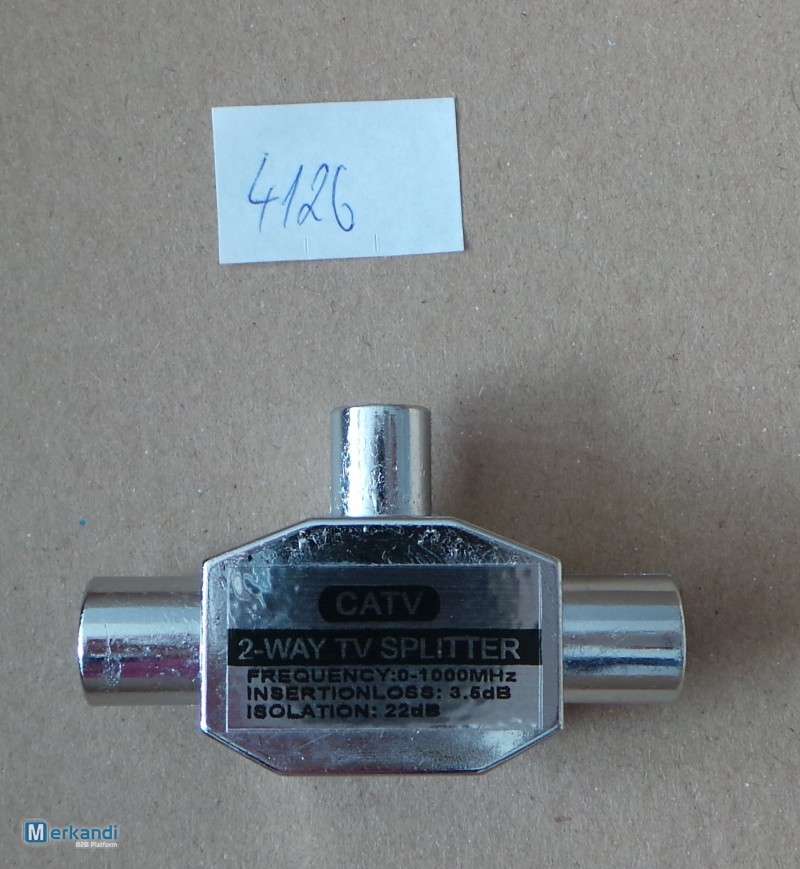 4126
CATV
2-WAY TV SPLITTER
FREQUENCY:0-1000MHz
INSERTIONLOSS: 3.5dB
ISOLATION: 22dB
M Merkandi
B2B Platform